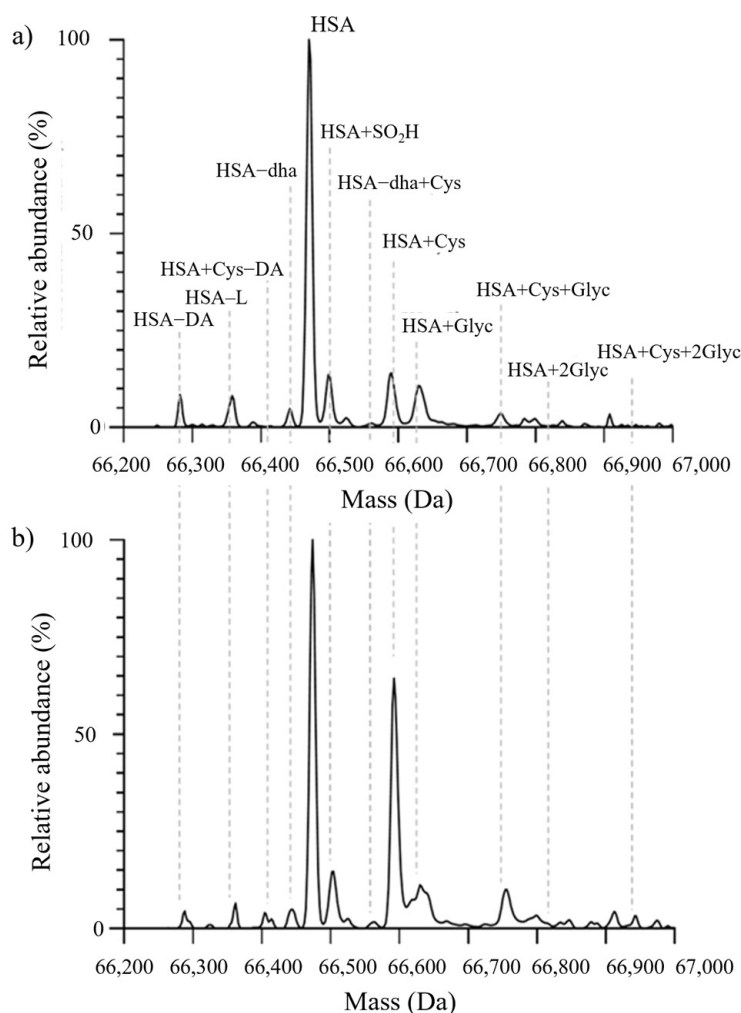 a)
HSA
100
HSA+SO₂H
HSA−dha
HSA−dha+Cys
50
HSA+Cys
HSA+Cys−DA
HSA−L
HSA+Cys+Glyc
HSA−DA
HSA+Glyc
HSA+Cys+2Glyc
HSA+2Glyc
0
Relative abundance (%)
66,200 66,300 66,400 66,500 66,600 66,700 66,800 66,900 67,000
Mass (Da)
b)
100
50
0
Relative abundance (%)
66,200 66,300 66,400 66,500 66,600 66,700 66,800 66,900 67,000
Mass (Da)